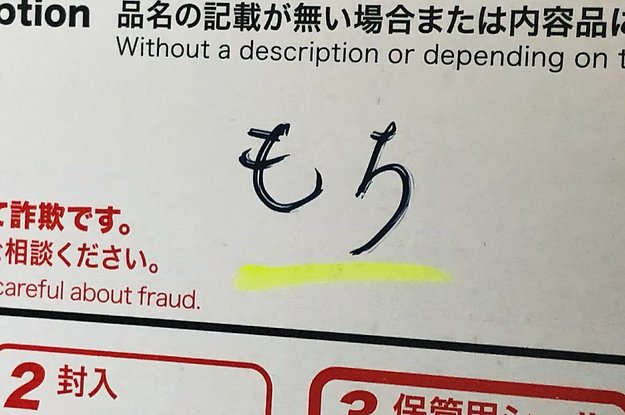 ption 品名の記載が無い場合または内容品に
Without a description or depending on t
もち
て詐欺です。
ご相談ください。
careful about fraud.
2 封入
3 保管用シ